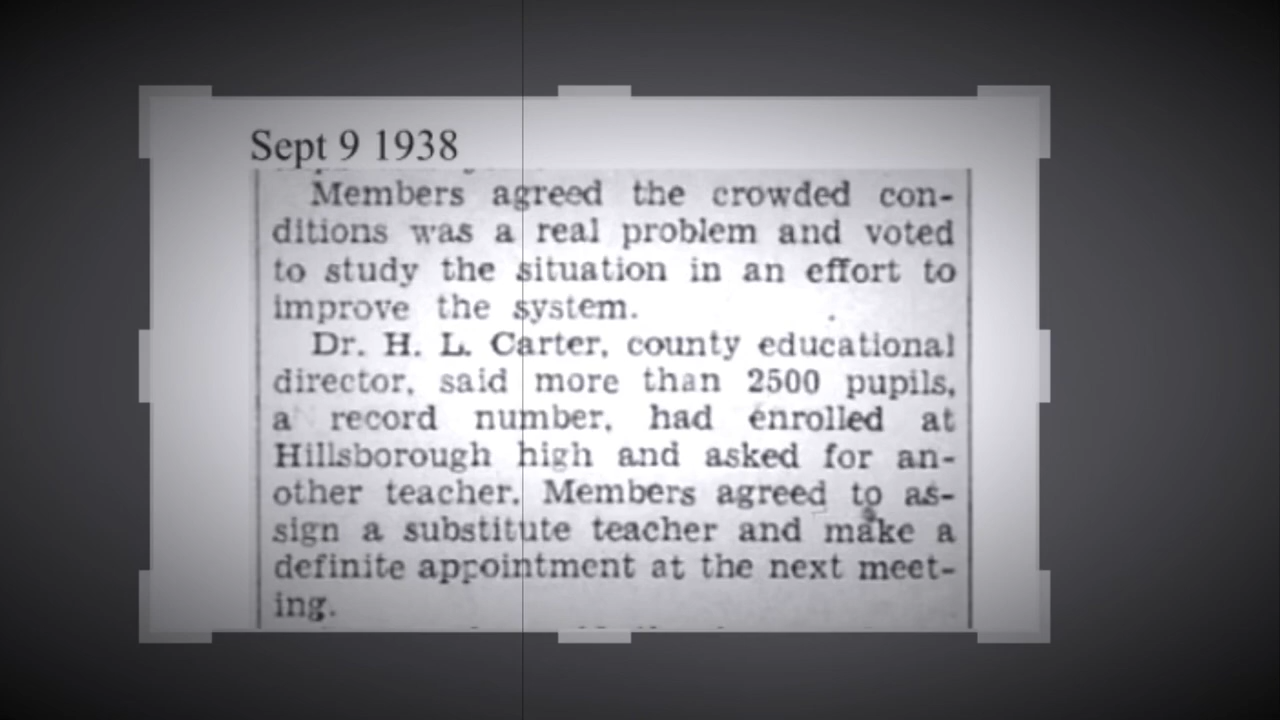 Sept 9 1938
Members agreed the crowded con-
ditions was a real problem and voted
to study the situation in an effort to
improve the system.
Dr. H. L. Carter, county educational
director, said more than 2500 pupils,
a record number, had enrolled at
Hillsborough high and asked for an-
other teacher. Members agreed to as-
sign a substitute teacher and make a
definite appointment at the next meet-
ing.